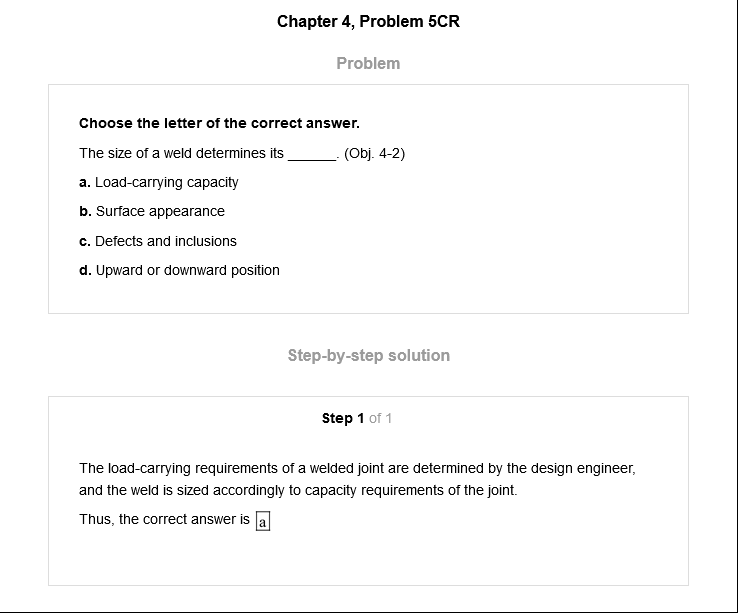 Chapter 4, Problem 5CR
Problem
Choose the letter of the correct answer.
The size of a weld determines its ______. (Obj. 4-2)
a. Load-carrying capacity
b. Surface appearance
c. Defects and inclusions
d. Upward or downward position
Step-by-step solution
Step 1 of 1
The load-carrying requirements of a welded joint are determined by the design engineer,
and the weld is sized accordingly to capacity requirements of the joint.
Thus, the correct answer is a